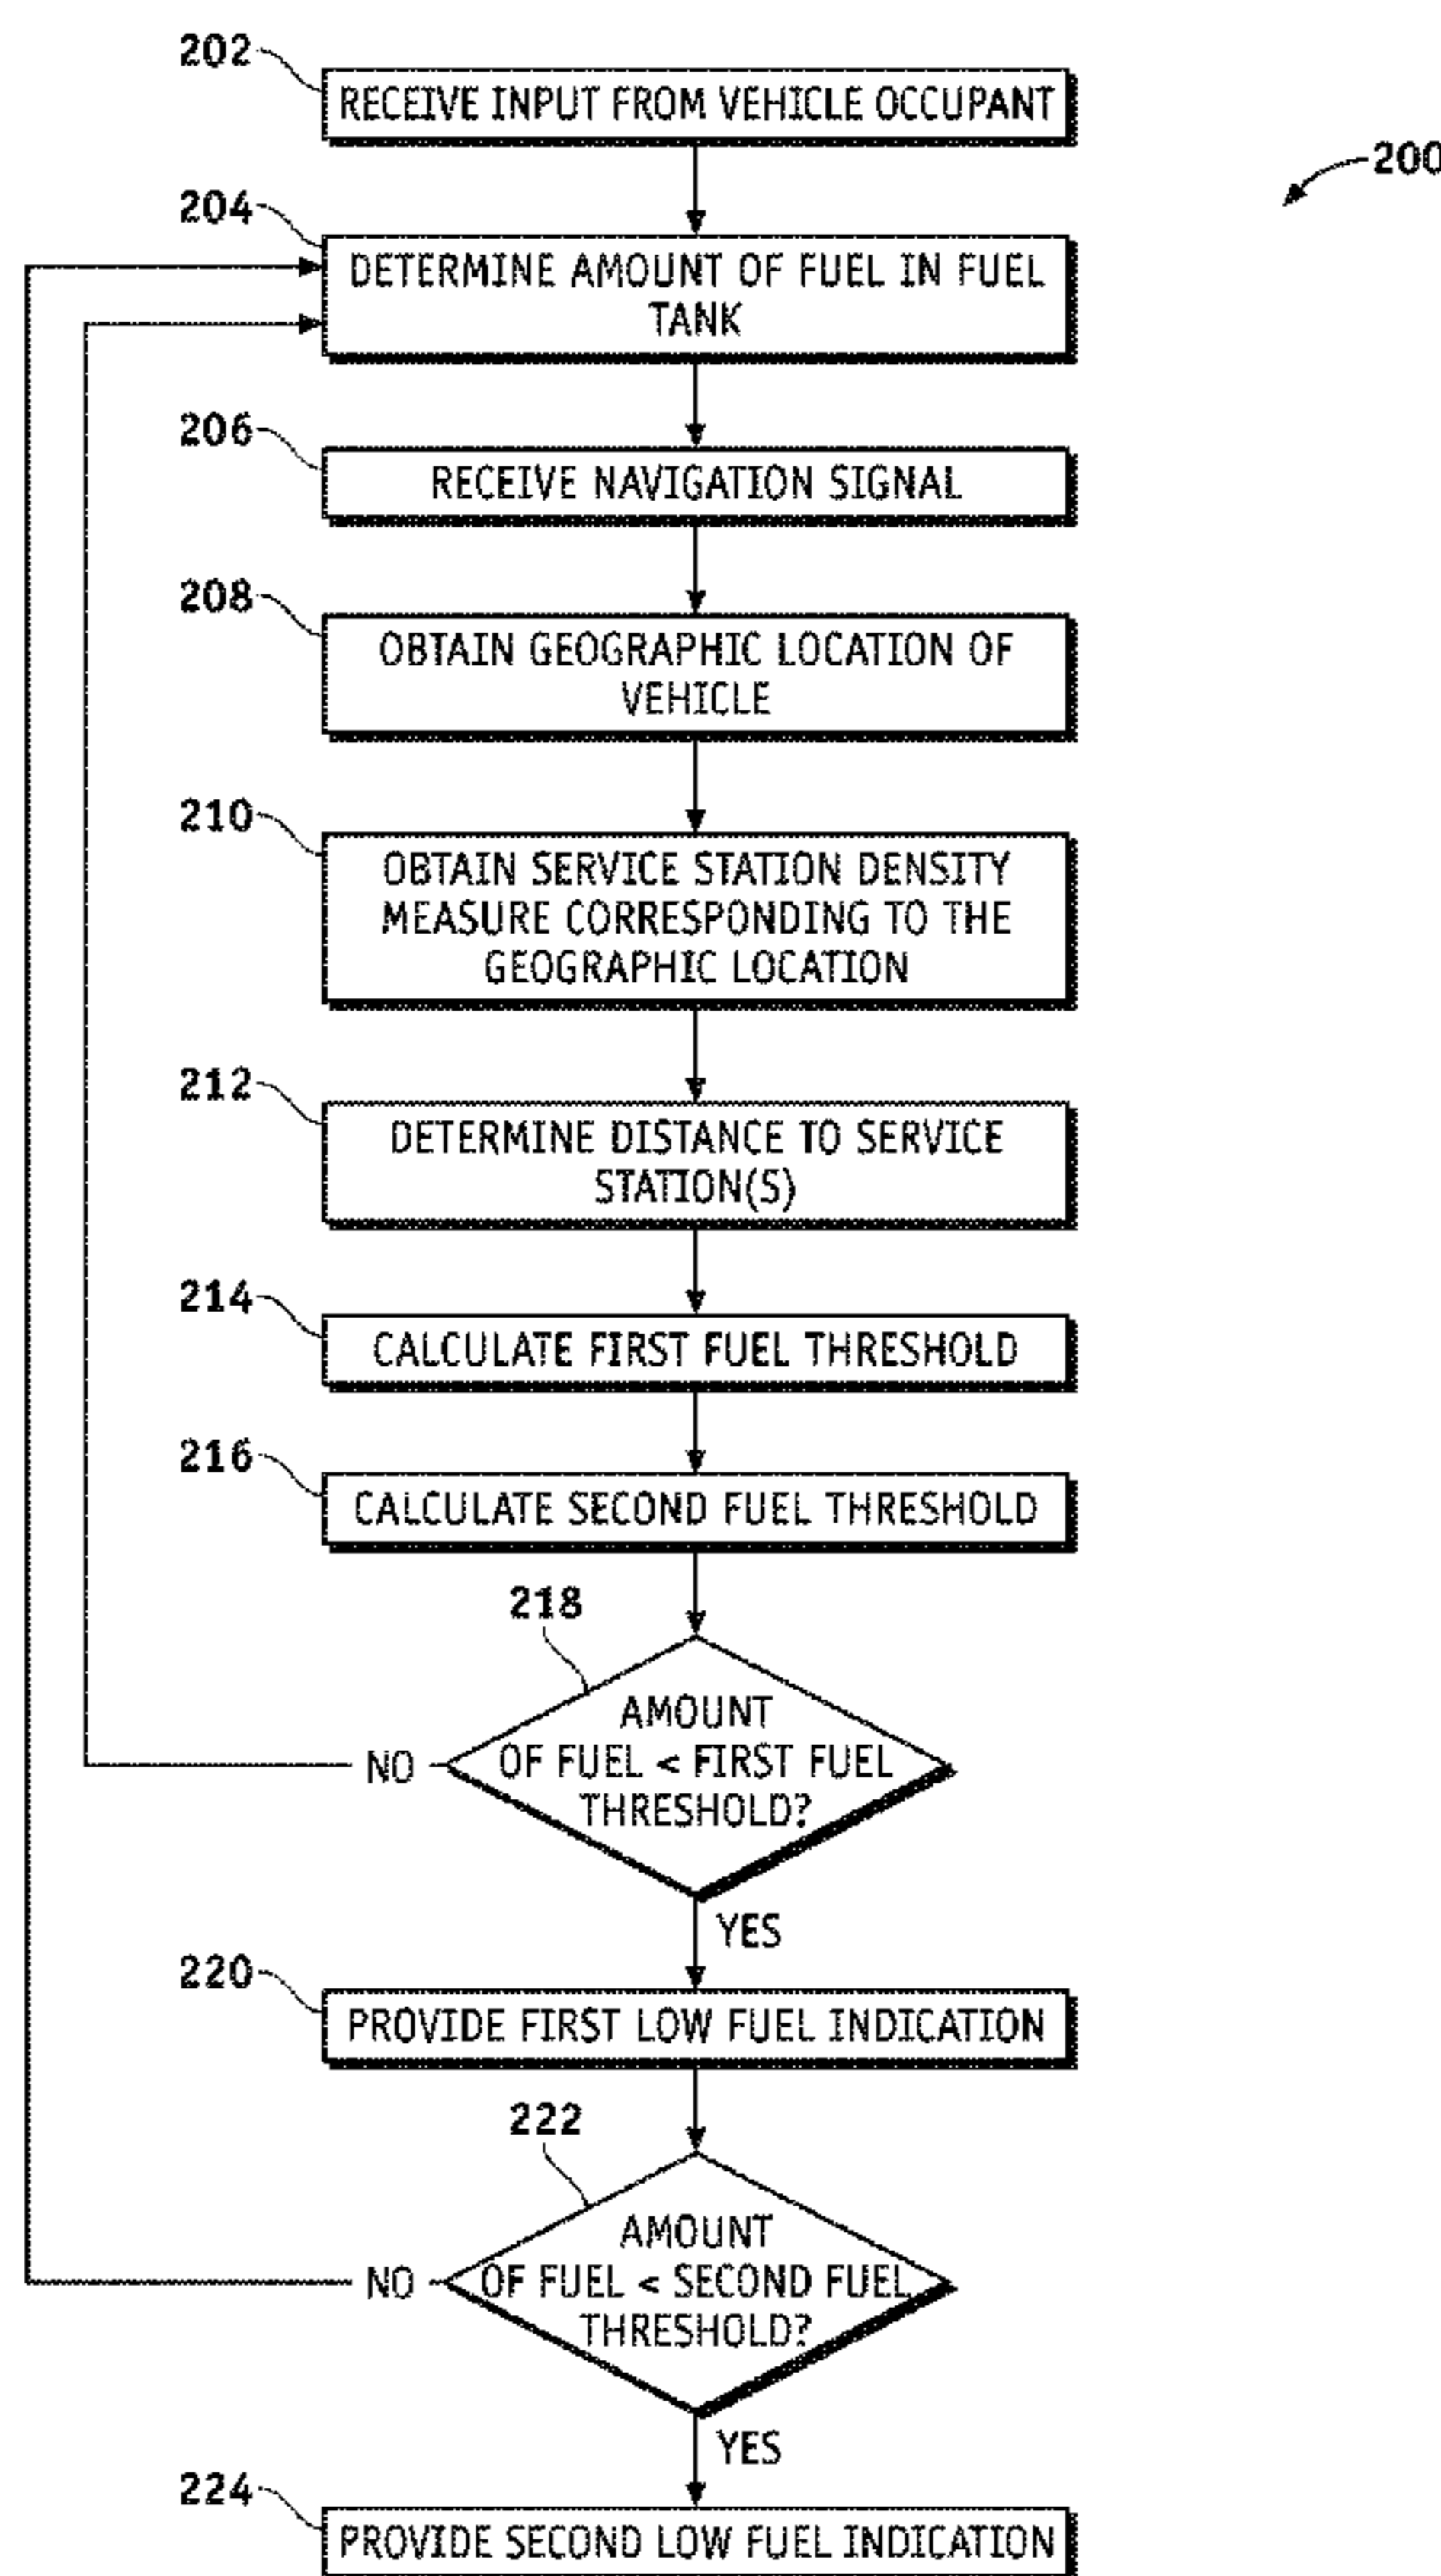 202
RECEIVE INPUT FROM VEHICLE OCCUPANT
200
204
DETERMINE AMOUNT OF FUEL IN FUEL
TANK
206
RECEIVE NAVIGATION SIGNAL
208
OBTAIN GEOGRAPHIC LOCATION OF
VEHICLE
210
OBTAIN SERVICE STATION DENSITY
MEASURE CORRESPONDING TO THE
GEOGRAPHIC LOCATION
212
DETERMINE DISTANCE TO SERVICE
STATION(S)
214
CALCULATE FIRST FUEL THRESHOLD
216
CALCULATE SECOND FUEL THRESHOLD
218
AMOUNT
OF FUEL < FIRST FUEL
THRESHOLD?
NO
YES
220
PROVIDE FIRST LOW FUEL INDICATION
222
AMOUNT
OF FUEL < SECOND FUEL
THRESHOLD?
NO
YES
224
PROVIDE SECOND LOW FUEL INDICATION